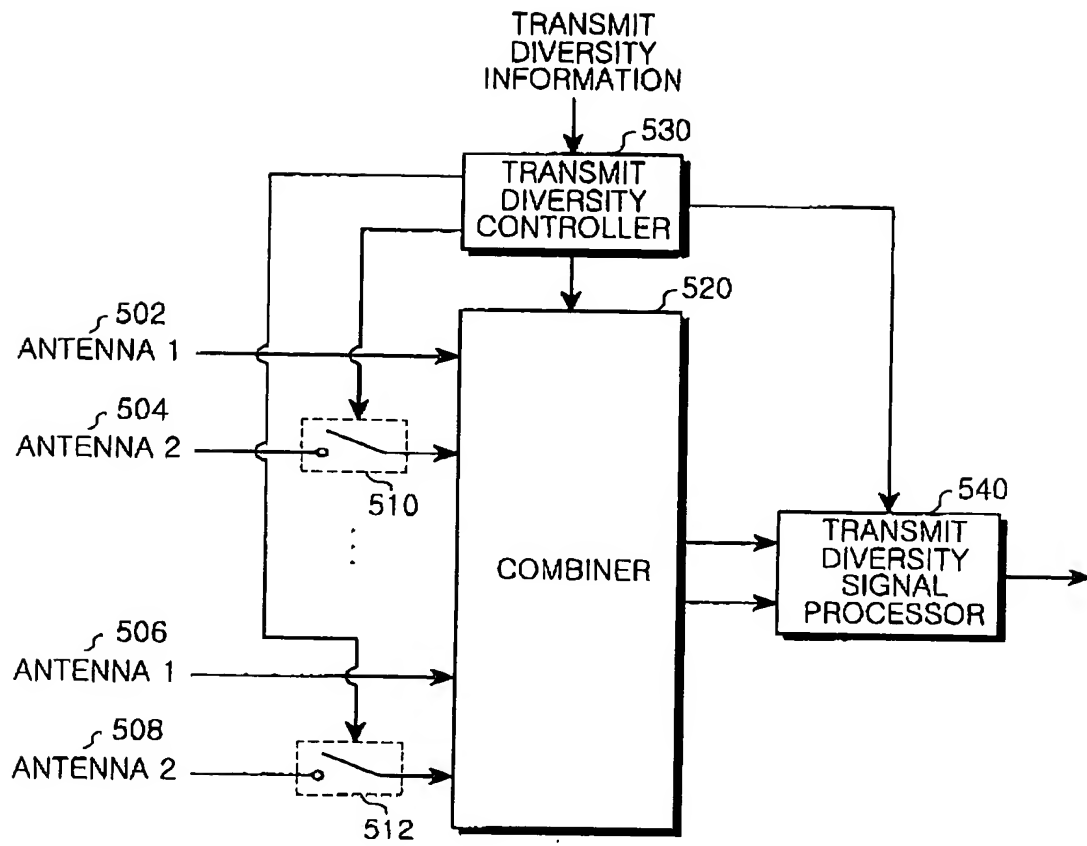 TRANSMIT
DIVERSITY
INFORMATION
530
TRANSMIT
DIVERSITY
CONTROLLER
520
502
ANTENNA 1
504
ANTENNA 2
510
540
TRANSMIT
DIVERSITY
SIGNAL
PROCESSOR
COMBINER
506
ANTENNA 1
508
ANTENNA 2
512